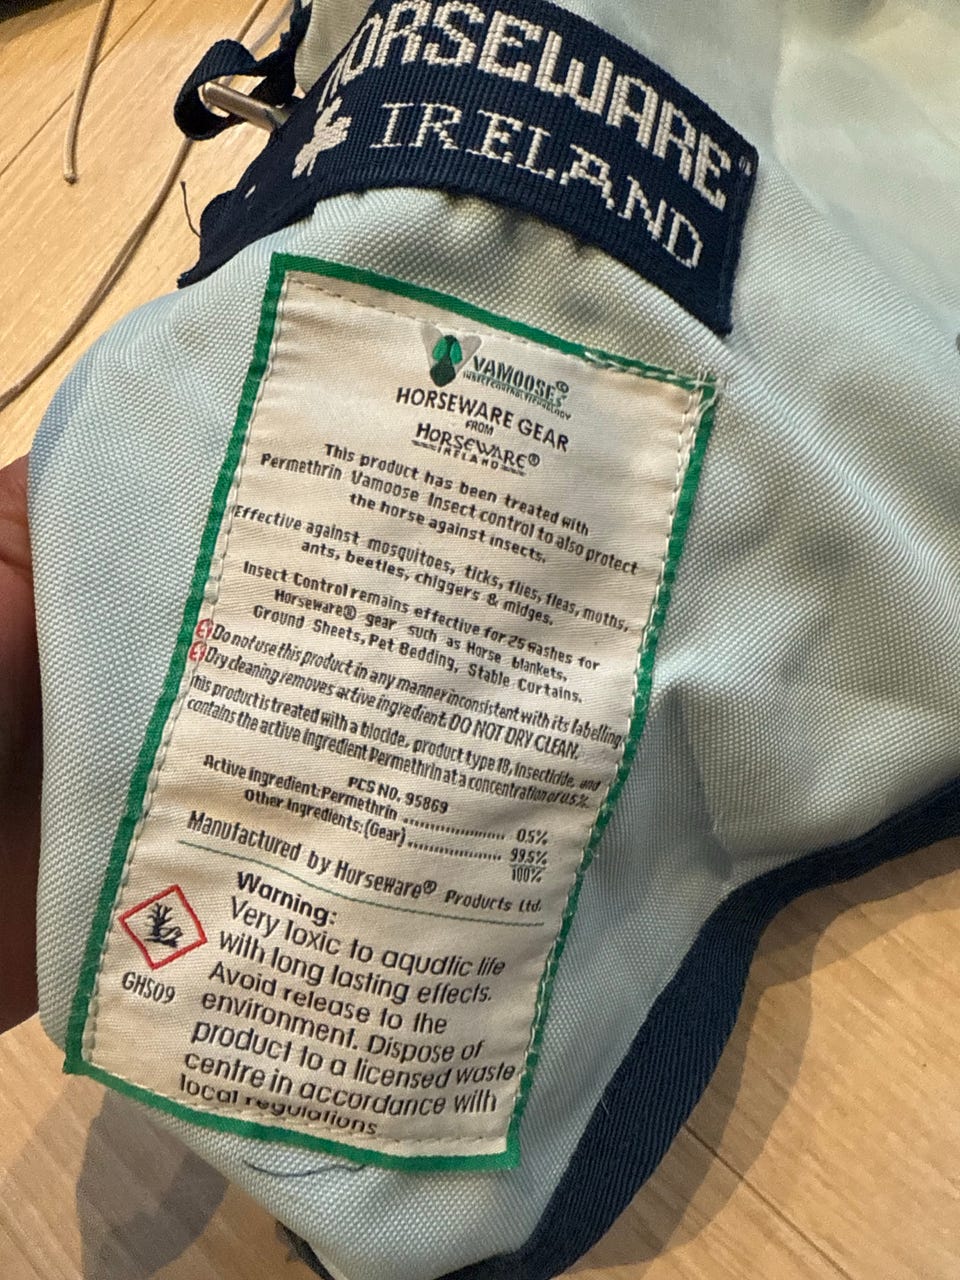 HORSEWARE®
IRELAND
VAMOOSE®
INSECT CONTROL TECHNOLOGY
HORSEWARE GEAR
FROM
HORSEWARE®
IRELAND
This product has been treated with
Permethrin Vamoose Insect control to also protect
the horse against insects.
Effective against mosquitoes, ticks, flies, fleas, moths,
ants, beetles, chiggers & midges.
Insect Control remains effective for 25 washes for
Horseware® gear such as Horse blankets,
Ground Sheets, Pet Bedding, Stable Curtains.
Do not use this product in any manner inconsistent with its labelling
Dry cleaning removes active ingredient. DO NOT DRY CLEAN.
This product is treated with a biocide, product type 18, insecticide, and
contains the active ingredient Permethrin at a concentration of 0.5%.
PCS NO. 95869
Active ingredient: Permethrin .................... 0.5%
Other Ingredients: (Gear) .................... 99.5%
100%
Manufactured by Horseware® Products Ltd.
Warning:
Very toxic to aquatic life
with long lasting effects.
Avoid release to the
environment. Dispose of
product to a licensed waste
centre in accordance with
local regulations
GHS09